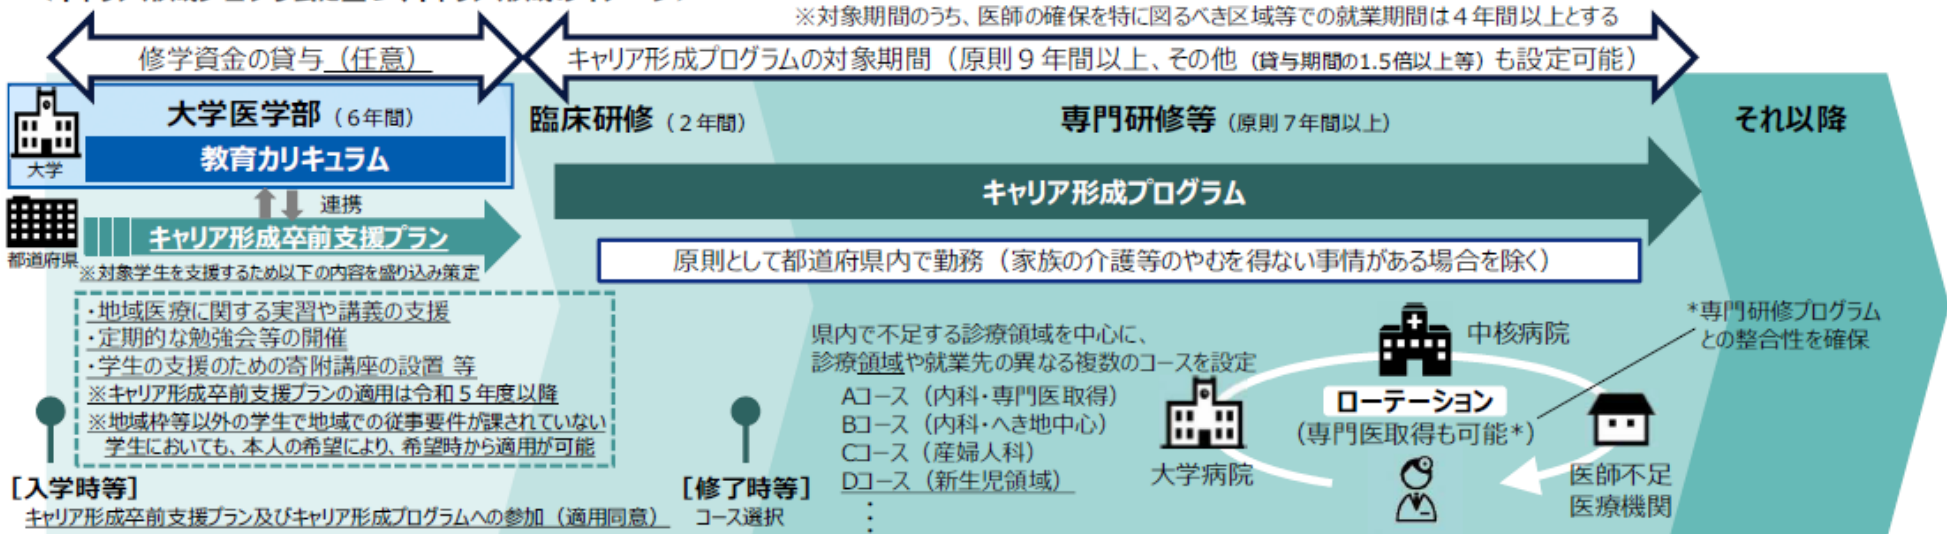 ※対象期間のうち、医師の確保を特に図るべき区域等での就業期間は４年間以上とする
修学資金の貸与（任意）
キャリア形成プログラムの対象期間（原則９年間以上、その他（貸与期間の1.5倍以上等）も設定可能）
大学医学部（６年間）
臨床研修（２年間）
専門研修等（原則７年間以上）
それ以降
教育カリキュラム
大学
連携
キャリア形成プログラム
キャリア形成卒前支援プラン
都道府県
※対象学生を支援するため以下の内容を盛り込み策定
原則として都道府県内で勤務（家族の介護等のやむを得ない事情がある場合を除く）
・地域医療に関する実習や講義の支援
・定期的な勉強会等の開催
・学生の支援のための寄附講座の設置 等
※キャリア形成卒前支援プランの適用は令和５年度以降
※地域枠等以外の学生で地域での従事要件が課されていない
学生においても、本人の希望により、希望時から適用が可能
県内で不足する診療領域を中心に、
診療領域や就業先の異なる複数のコースを設定
Aコース（内科・専門医取得）
Bコース（内科・へき地中心）
Cコース（産婦人科）
Dコース（新生児領域）
・
・
・
中核病院
*専門研修プログラム
との整合性を確保
ローテーション
（専門医取得も可能*）
大学病院
医師不足
医療機関
［入学時等］
キャリア形成卒前支援プラン及びキャリア形成プログラムへの参加（適用同意）
［修了時等］
コース選択